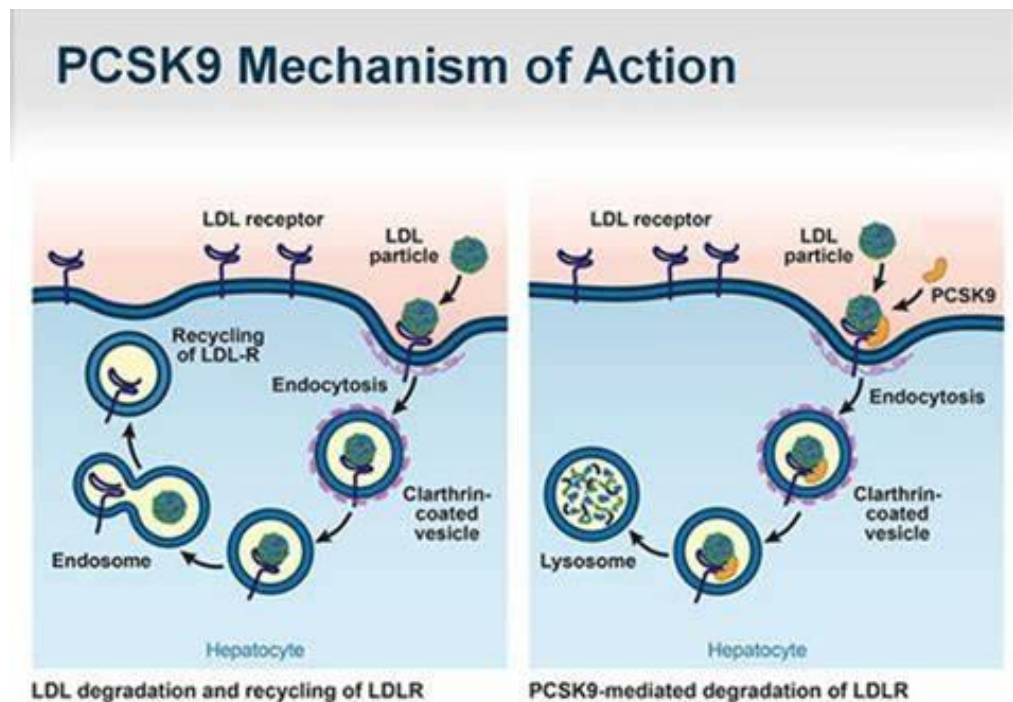 PCSK9 Mechanism of Action
LDL receptor
LDL
particle
Recycling
of LDL-R
Endocytosis
Clarthrin-
coated
vesicle
Endosome
Hepatocyte
LDL degradation and recycling of LDLR
LDL receptor
LDL
particle
PCSK9
Endocytosis
Clarthrin-
coated
vesicle
Lysosome
Hepatocyte
PCSK9-mediated degradation of LDLR